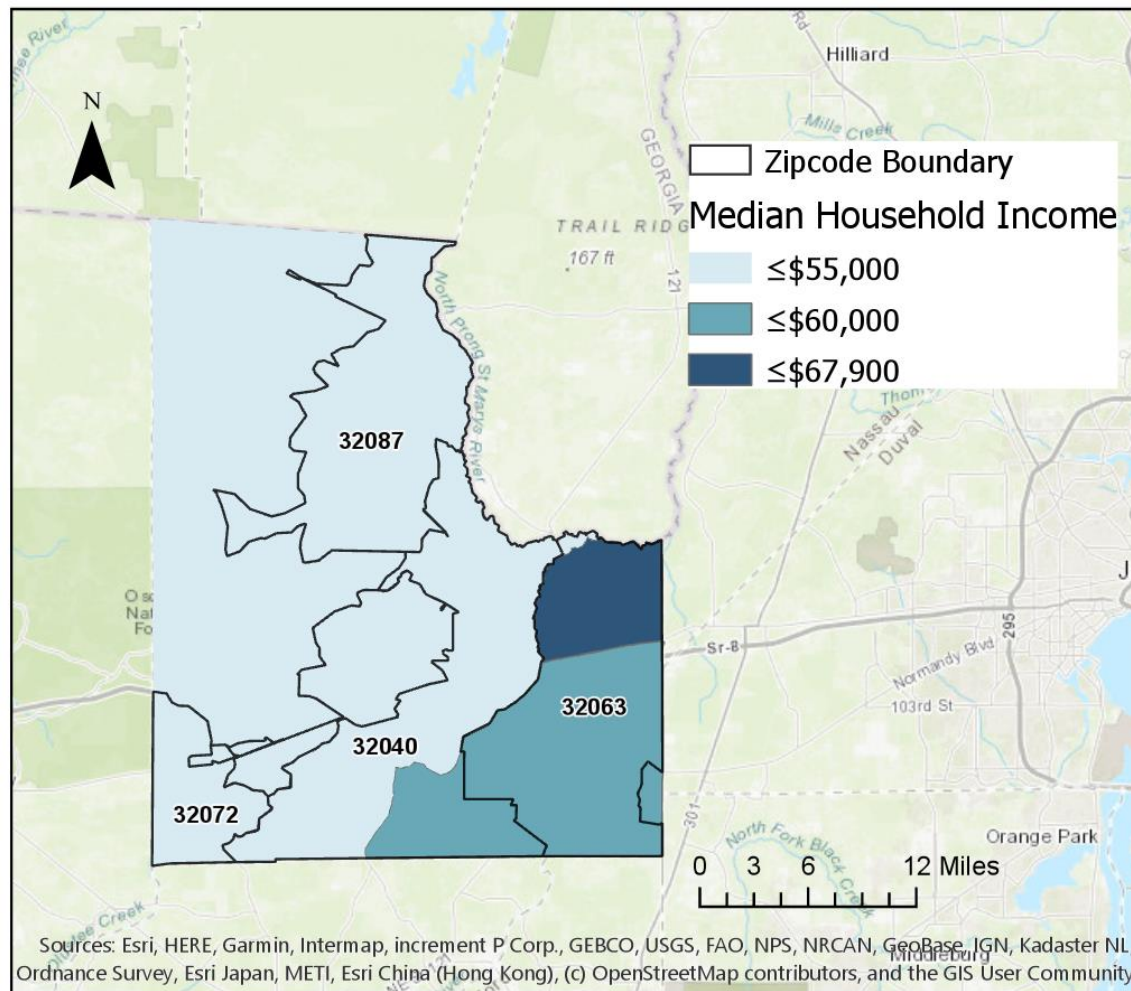 Rd
Hilliard
N
Mills Creek
GEORGIA
Zipcode Boundary
Median Household Income
TRAIL RIDG
167 ft
121
≤$55,000
≤$60,000
≤$67,900
North Prong St Marys River
Nassau
Duval
32087
J
295
Sr-8
Normandy Blvd
103rd St
32063
32040
32072
301
North Fork Black Creek
Orange Park
0 3 6 12 Miles
Creek
Sources: Esri, HERE, Garmin, Intermap, increment P Corp., GEBCO, USGS, FAO, NPS, NRCAN, GeoBase, IGN, Kadaster NL
Ordnance Survey, Esri Japan, METI, Esri China (Hong Kong), (c) OpenStreetMap contributors, and the GIS User Community
Middleburg